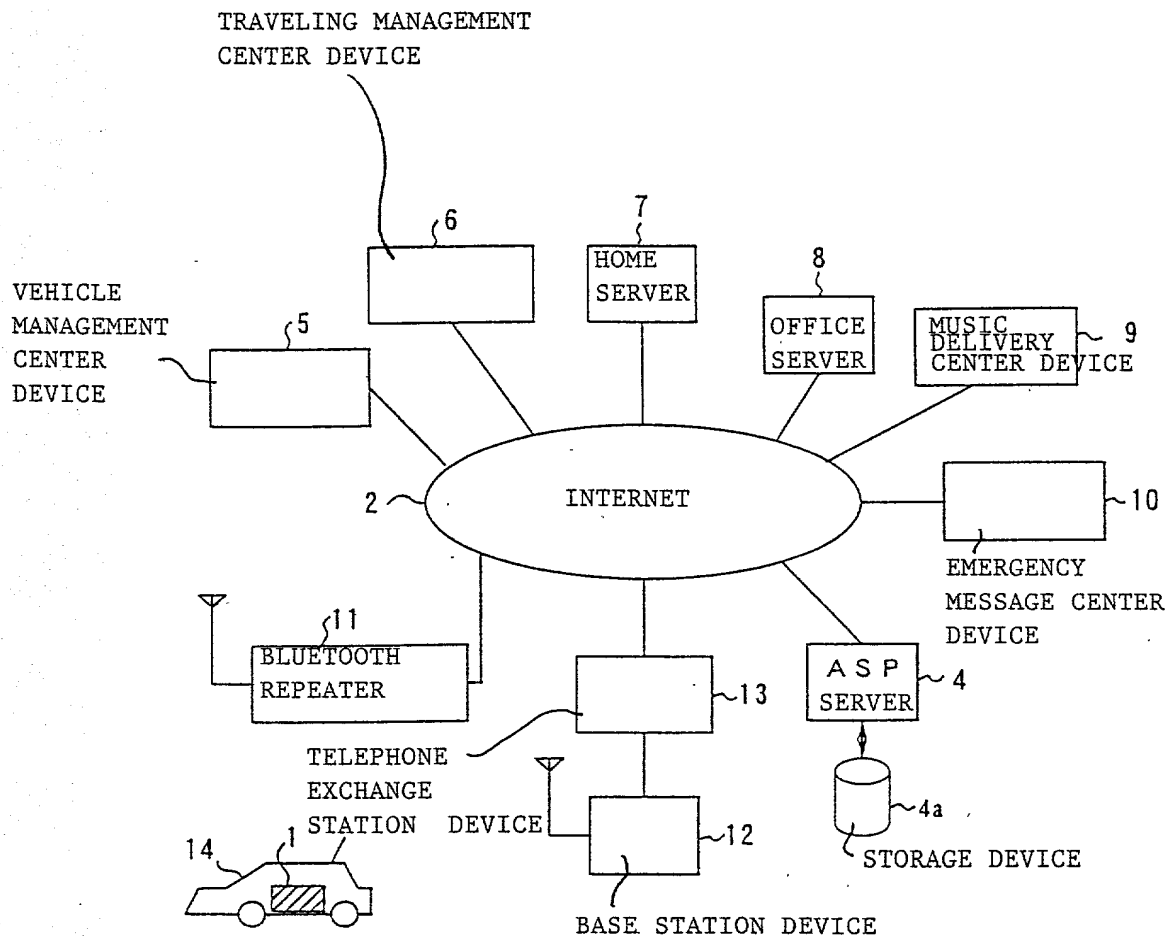 TRAVELING MANAGEMENT
CENTER DEVICE
6
7
HOME
SERVER
8
OFFICE
SERVER
MUSIC
DELIVERY
CENTER DEVICE
9
VEHICLE
MANAGEMENT
CENTER
DEVICE
5
2
INTERNET
10
EMERGENCY
MESSAGE CENTER
DEVICE
11
BLUETOOTH
REPEATER
13
ASP
SERVER
4
TELEPHONE
EXCHANGE
STATION DEVICE
12
4a
STORAGE DEVICE
14
1
BASE STATION DEVICE